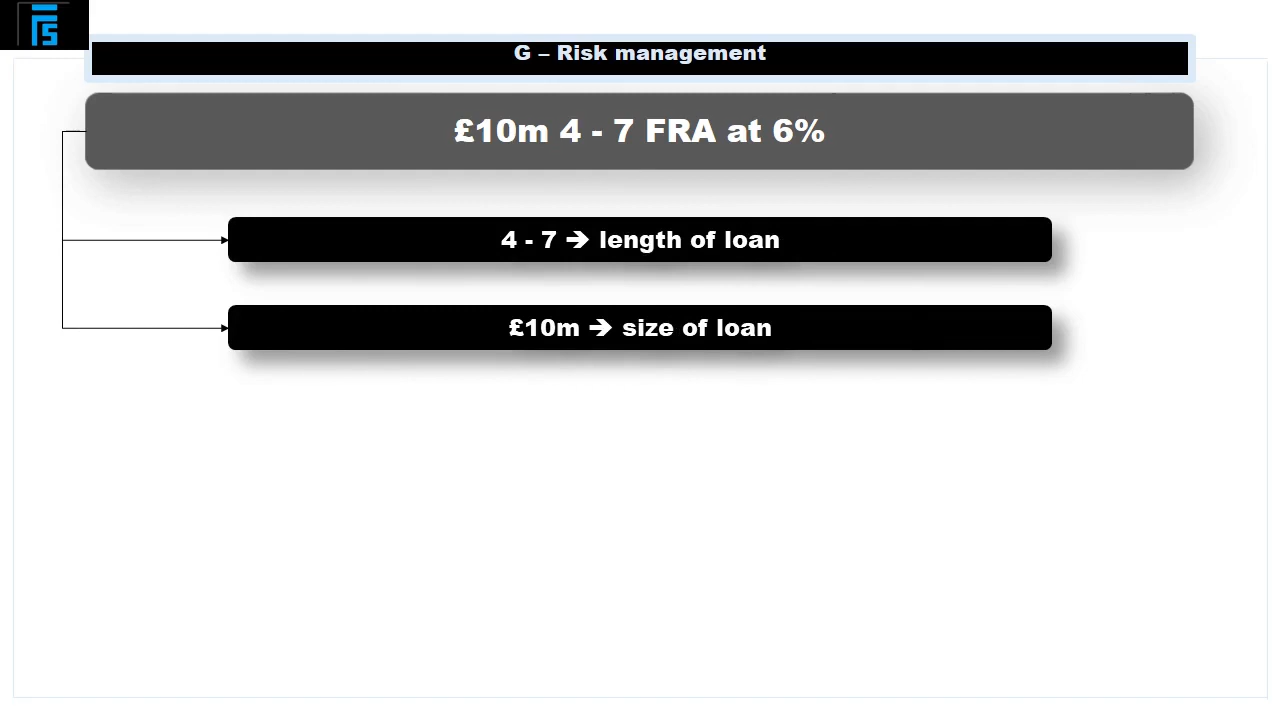 G – Risk management
£10m 4 - 7 FRA at 6%
4 - 7 ➔ length of loan
£10m ➔ size of loan